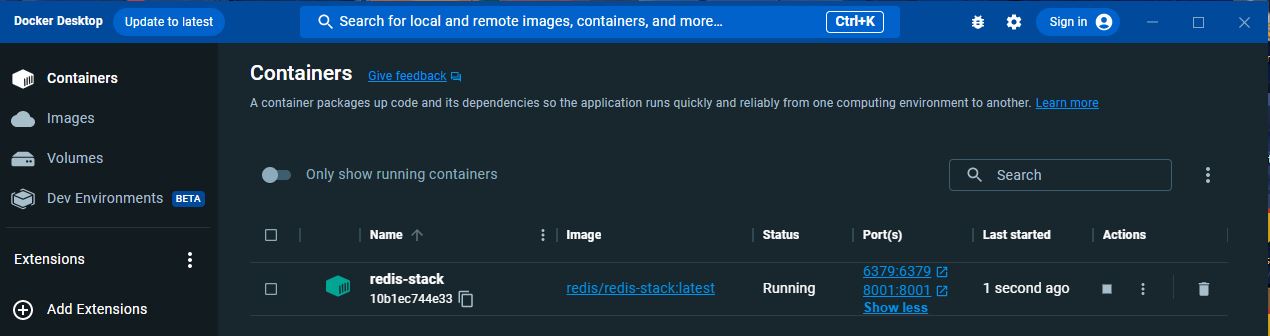 Docker Desktop
Update to latest
Search for local and remote images, containers, and more...
Ctrl+K
Sign in
Containers
Images
Volumes
Dev Environments BETA
Extensions
Add Extensions
Containers Give feedback
A container packages up code and its dependencies so the application runs quickly and reliably from one computing environment to another. Learn more
Only show running containers
Search
Name Image Status Port(s) Last started Actions
redis-stack
10b1ec744e33
redis/redis-stack:latest
Running
6379:6379
8001:8001
Show less
1 second ago